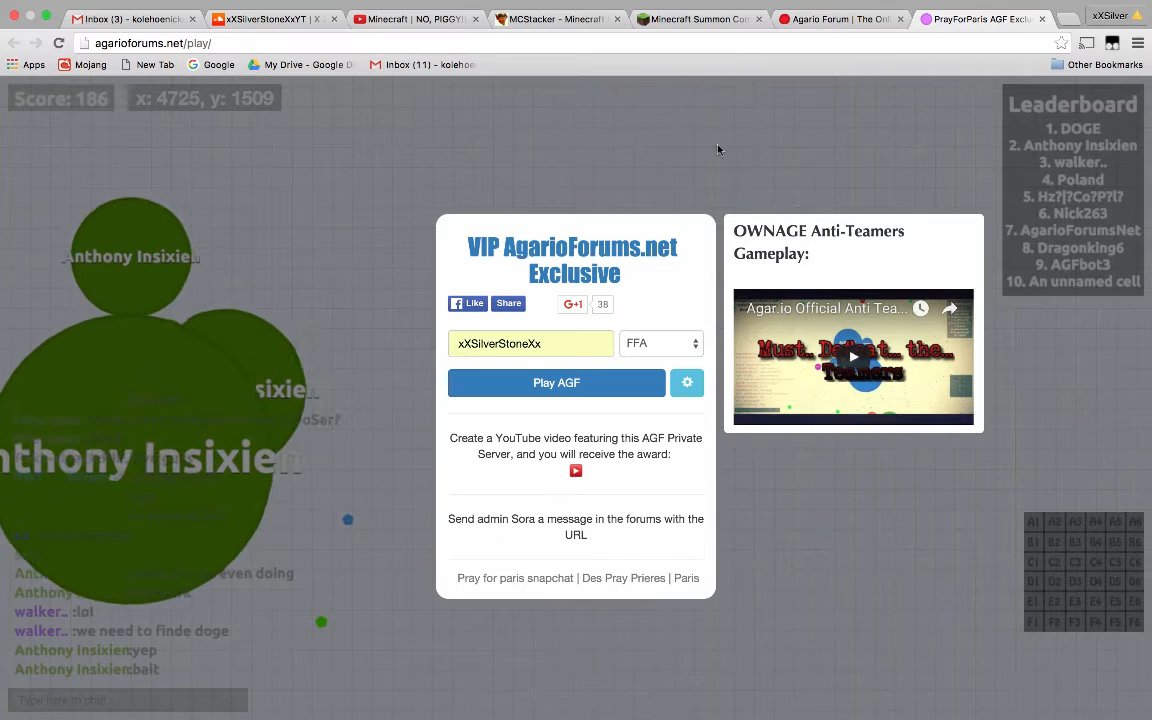 Inbox (3) - kolehoenick
xXSilverStoneXxYT | X
Minecraft | NO, PIGGY!
MCStacker – Minecraft
Minecraft Summon Com
Agario Forum | The Onli
PrayForParis AGF Exclus
xXSilver
agarioforums.net/play/
Apps
Mojang
New Tab
Google
My Drive - Google D
Inbox (11) - kolehoe
Other Bookmarks
Score: 186
x: 4725, y: 1509
Leaderboard
1. DOGE
2. Anthony Insixien
3. walker..
4. Poland
5. Hz?j?Co?P?l?
6. Nick263
7. AgarioForumsNet
8. Dragonking6
9. AGFbot3
10. An unnamed cell
Anthony Insixien
sixien
nthony Insixien
VIP AgarioForums.net
Exclusive
Like
Share
G+1
38
xXSilverStoneXx
FFA
Play AGF
Create a YouTube video featuring this AGF Private
Server, and you will receive the award:
Send admin Sora a message in the forums with the
URL
Pray for paris snapchat | Des Pray Prieres | Paris
OWNAGE Anti-Teamers
Gameplay:
Agar.io Official Anti Tea...
Must.. Defeat... the...
Teamers
oSer?
even doing
walker.. :lol
walker.. :we need to finde doge
Anthony Insixien:yep
Anthony Insixien:bait
Type here to chat
A1 A2 A3 A4 A5 A6
B1 B2 B3 B4 B5 B6
C1 C2 C3 C4 C5 C6
D1 D2 D3 D4 D5 D6
E1 E2 E3 E4 E5 E6
F1 F2 F3 F4 F5 F6